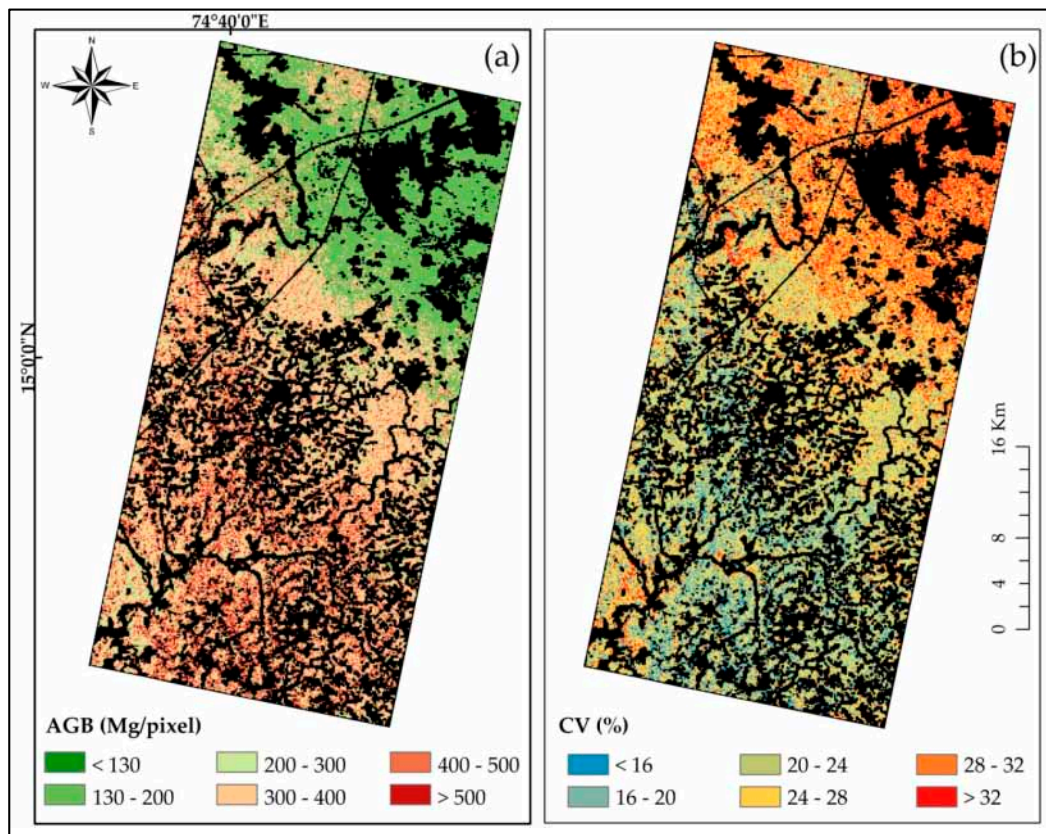 74°40'0"E
(a)
(b)
N
W
E
S
15°0'0"N
16 Km
8
4
0
AGB (Mg/pixel)
< 130
200 - 300
400 - 500
130 - 200
300 - 400
> 500
CV (%)
< 16
20 - 24
28 - 32
16 - 20
24 - 28
> 32